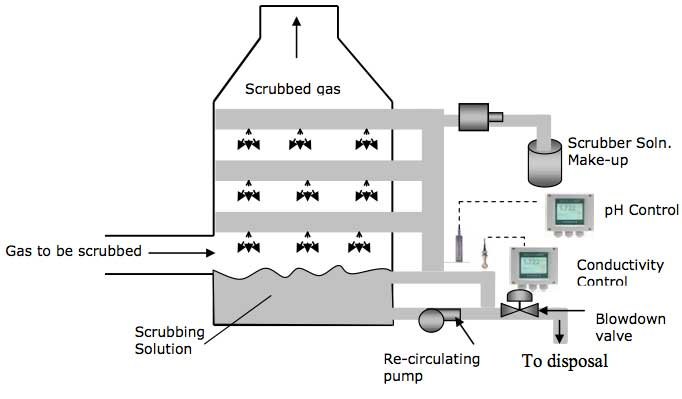 Scrubbed gas
Scrubber Soln.
Make-up
pH Control
Gas to be scrubbed
Conductivity
Control
Scrubbing
Solution
Blowdown
valve
Re-circulating
pump
To disposal